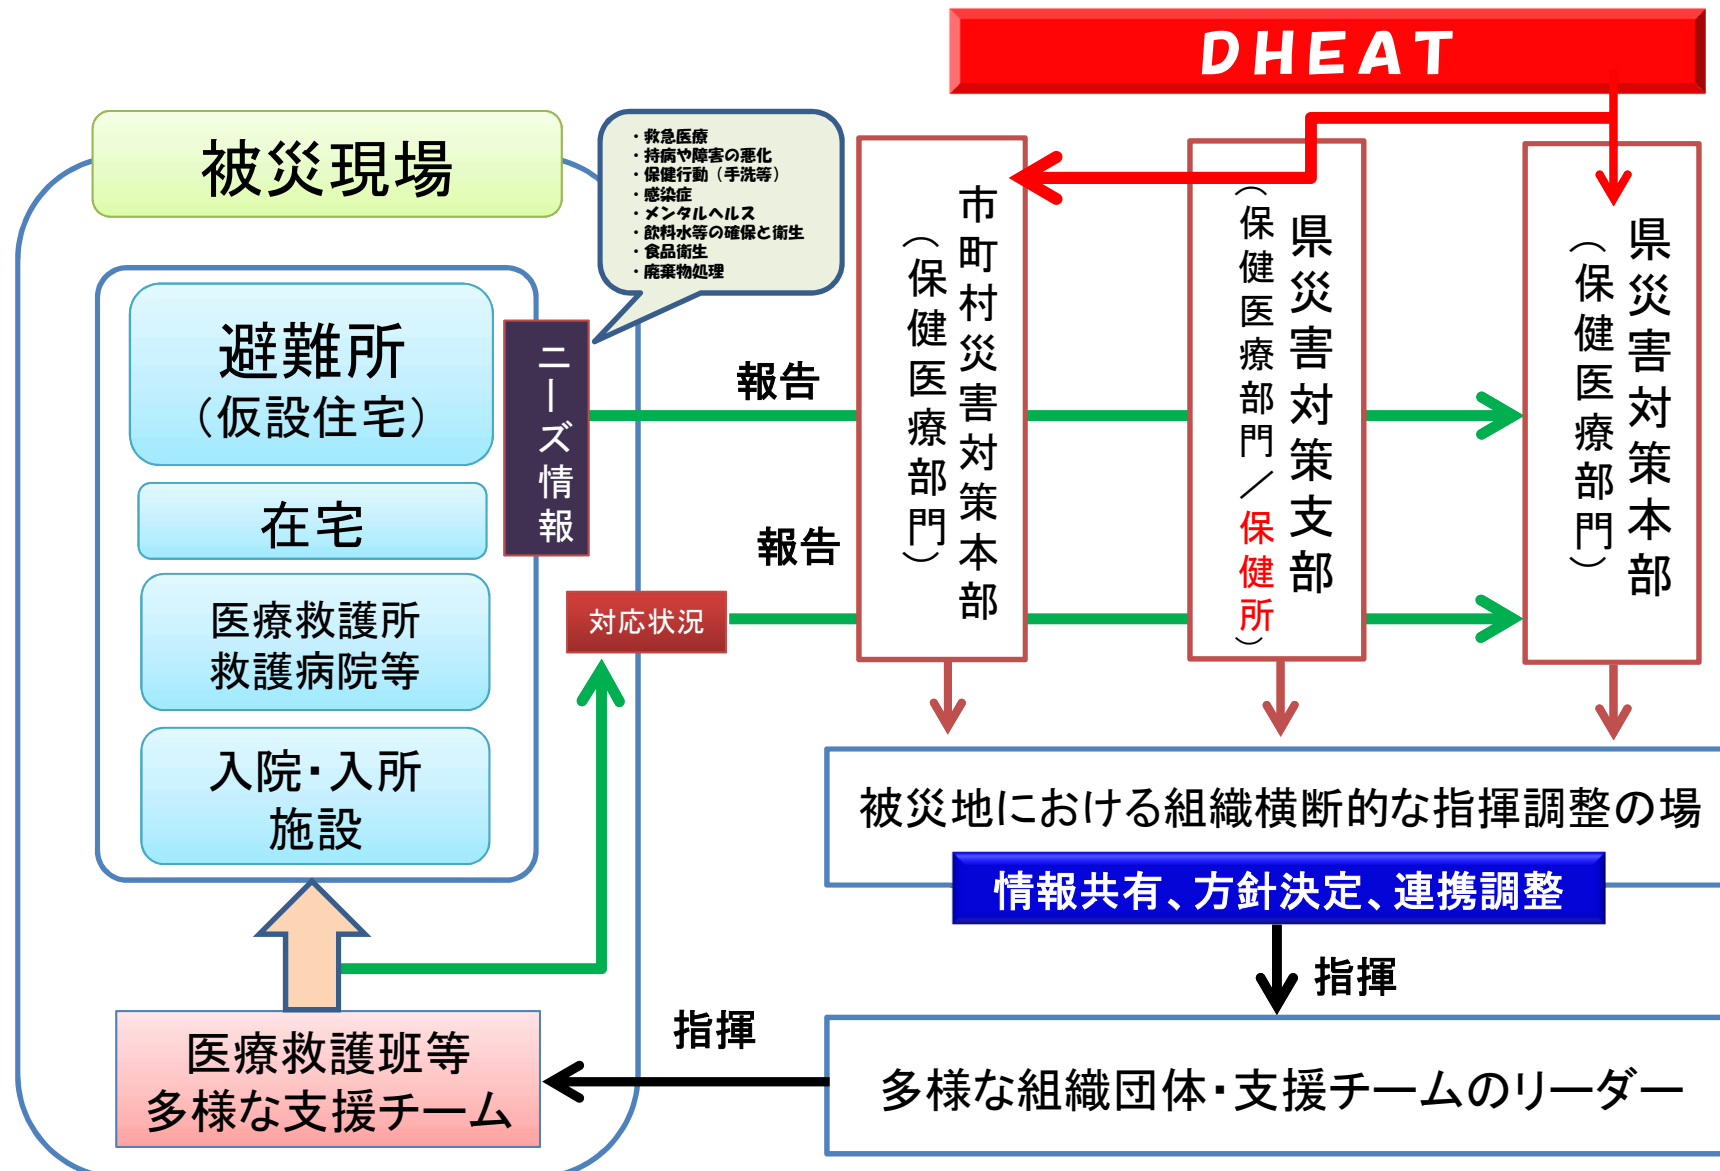 DHEAT
被災現場
・救急医療
・持病や障害の悪化
・保健行動（手洗等）
・感染症
・メンタルヘルス
・飲料水等の確保と衛生
・食品衛生
・廃棄物処理
避難所
（仮設住宅）
在宅
医療救護所
救護病院等
入院・入所
施設
ニーズ情報
報告
報告
対応状況
市町村災害対策本部
（保健医療部門）
県災害対策支部
（保健医療部門／保健所）
県災害対策本部
（保健医療部門）
被災地における組織横断的な指揮調整の場
情報共有、方針決定、連携調整
指揮
多様な組織団体・支援チームのリーダー
指揮
医療救護班等
多様な支援チーム